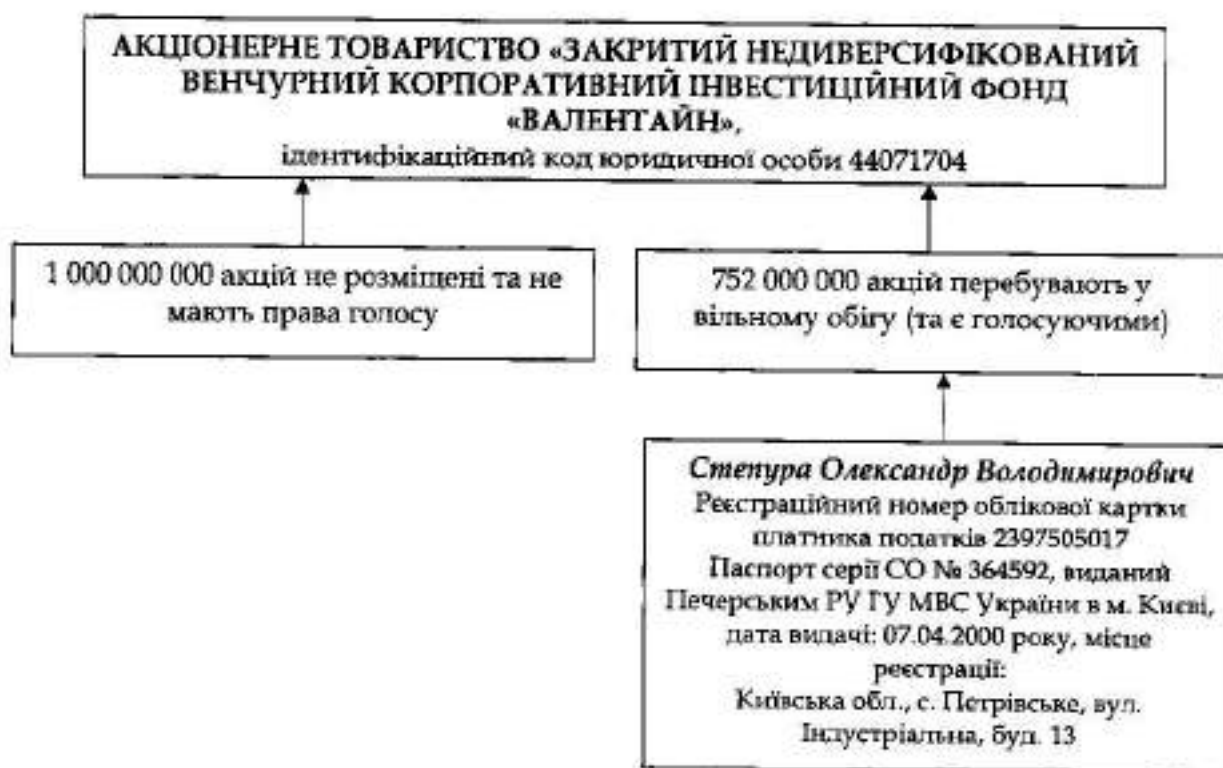 АКЦІОНЕРНЕ ТОВАРИСТВО «ЗАКРИТИЙ НЕДИВЕРСИФІКОВАНИЙ
ВЕНЧУРНИЙ КОРПОРАТИВНИЙ ІНВЕСТИЦІЙНИЙ ФОНД
«ВАЛЕНТАЙН»,
ідентифікаційний код юридичної особи 44071704
1 000 000 000 акцій не розміщені та не
мають права голосу
752 000 000 акцій перебувають у
вільному обігу (та є голосуючими)
Степура Олександр Володимирович
Реєстраційний номер облікової картки
платника податків 2397505017
Паспорт серії СО № 364592, виданий
Печерським РУ ГУ МВС України в м. Києві,
дата видачі: 07.04.2000 року, місце
реєстрації:
Київська обл., с. Петрівське, вул.
Індустріальна, буд. 13